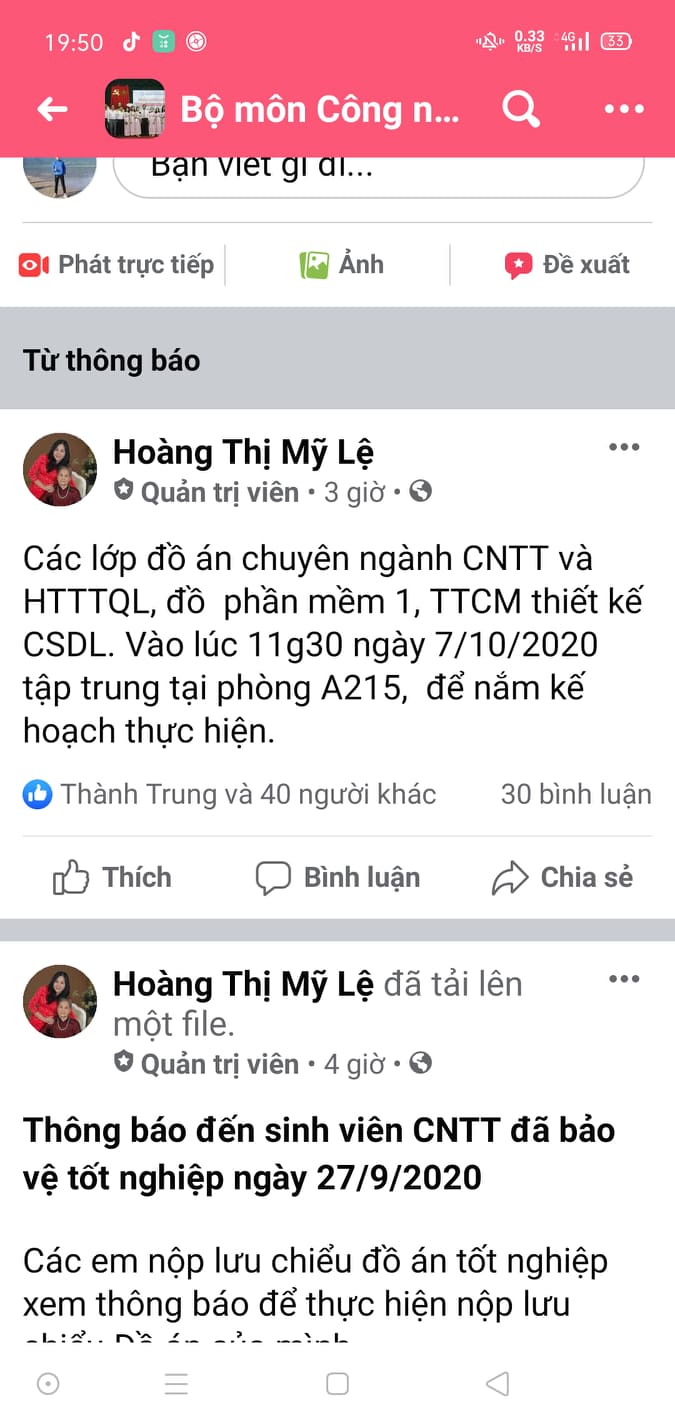 19:50
0.33
KB/S
4G
33
Bộ môn Công n...
Bạn viết gì đi...
Phát trực tiếp
Ảnh
Đề xuất
Từ thông báo
Hoàng Thị Mỹ Lệ
Quản trị viên • 3 giờ •
Các lớp đồ án chuyên ngành CNTT và
HTTTQL, đồ  phần mềm 1, TTCM thiết kế
CSDL. Vào lúc 11g30 ngày 7/10/2020
tập trung tại phòng A215,  để nắm kế
hoạch thực hiện.
Thành Trung và 40 người khác
30 bình luận
Thích
Bình luận
Chia sẻ
Hoàng Thị Mỹ Lệ đã tải lên
một file.
Quản trị viên • 4 giờ •
Thông báo đến sinh viên CNTT đã bảo
vệ tốt nghiệp ngày 27/9/2020
Các em nộp lưu chiểu đồ án tốt nghiệp
xem thông báo để thực hiện nộp lưu
chiểu Đồ án của mình